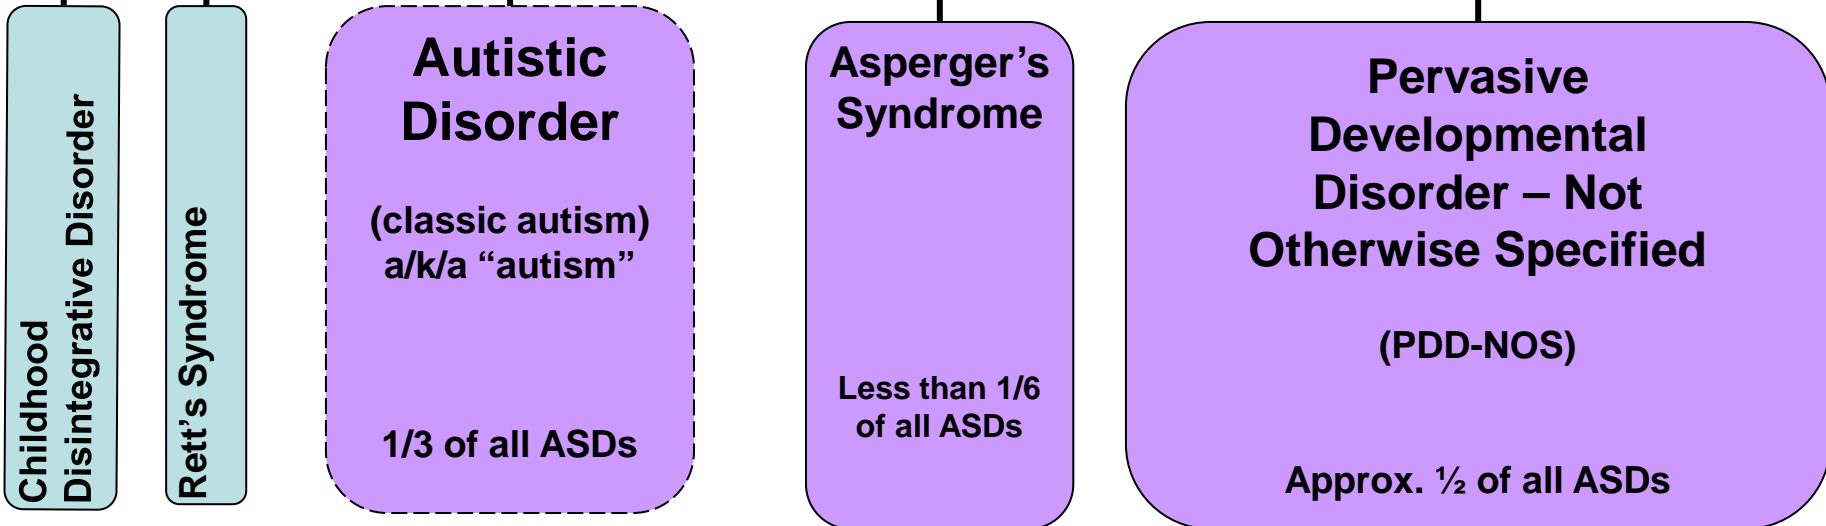 Childhood
Disintegrative Disorder
Rett’s Syndrome
Autistic
Disorder
(classic autism)
a/k/a “autism”
1/3 of all ASDs
Asperger’s
Syndrome
Less than 1/6
of all ASDs
Pervasive
Developmental
Disorder – Not
Otherwise Specified
(PDD-NOS)
Approx. ½ of all ASDs